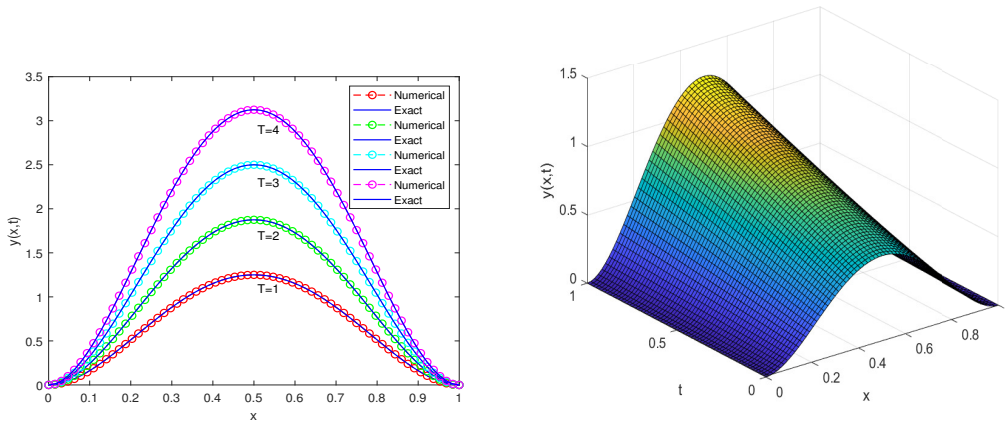 3.5
3
2.5
2
1.5
1
0.5
0
y(x,t)
Numerical
Exact
Numerical
Exact
Numerical
Exact
Numerical
Exact
T=4
T=3
T=2
T=1
0 0.1 0.2 0.3 0.4 0.5 0.6 0.7 0.8 0.9 1
x
1.5
1
0.5
0
y(x,t)
1
0.5
0
t
0
0.2
0.4
0.6
0.8
x